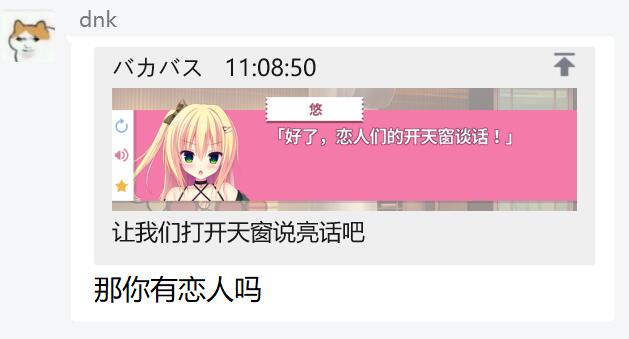 dnk
バカバス 11:08:50
悠
「好了，恋人们的开天窗谈话！」
让我们打开天窗说亮话吧
那你有恋人吗